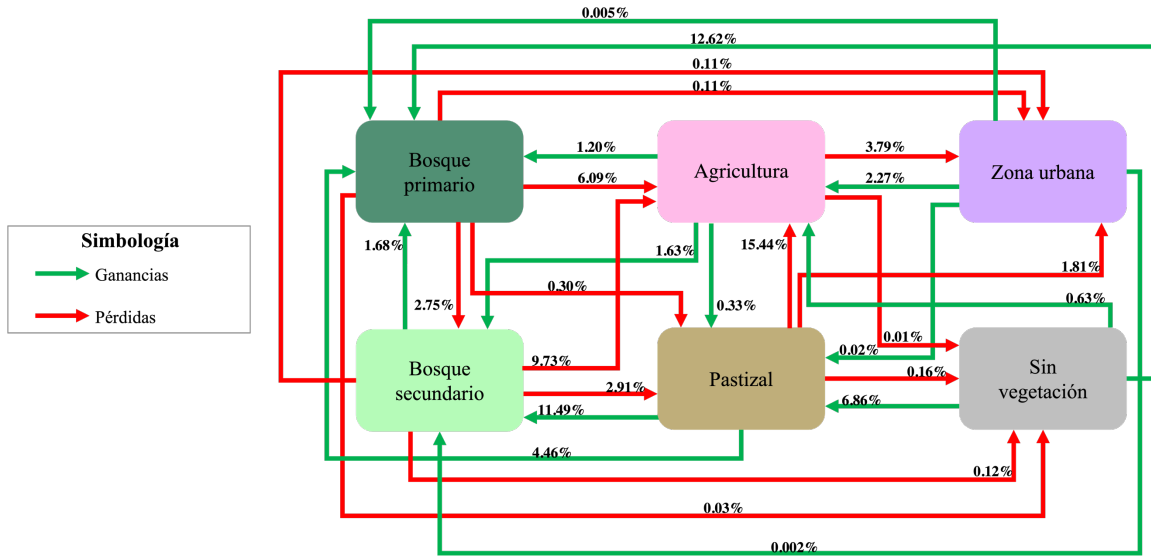 0.005%
12.62%
0.11%
0.11%
Bosque
primario
1.20%
6.09%
Agricultura
3.79%
2.27%
Zona urbana
Simbología
Ganancias
Pérdidas
1.68%
2.75%
0.30%
1.63%
0.33%
15.44%
1.81%
0.63%
0.01%
0.02%
Bosque
secundario
9.73%
2.91%
11.49%
Pastizal
0.16%
6.86%
Sin
vegetación
4.46%
0.12%
0.03%
0.002%